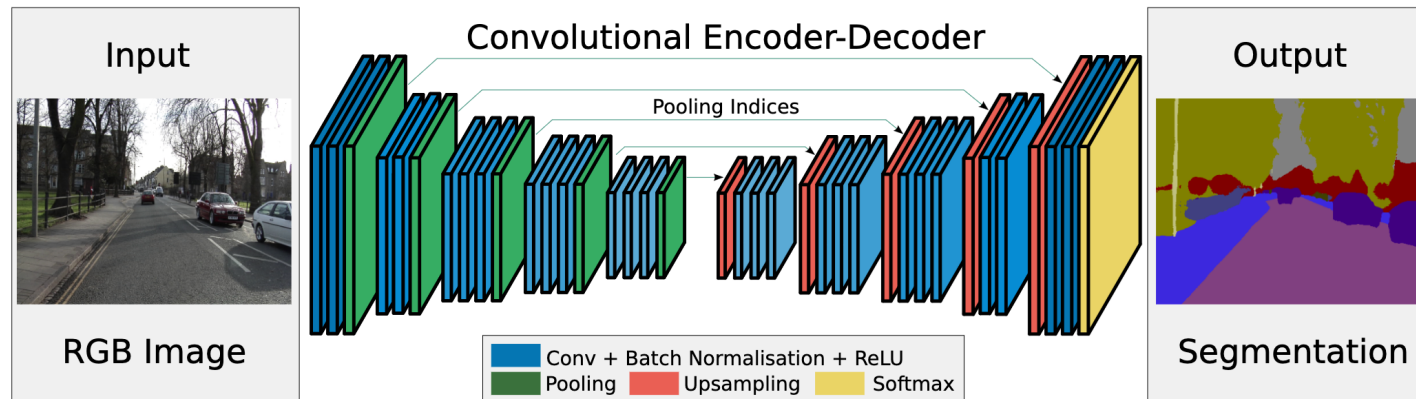 Input
RGB Image
Convolutional Encoder-Decoder
Pooling Indices
Conv + Batch Normalisation + ReLU
Pooling Upsampling Softmax
Output
Segmentation